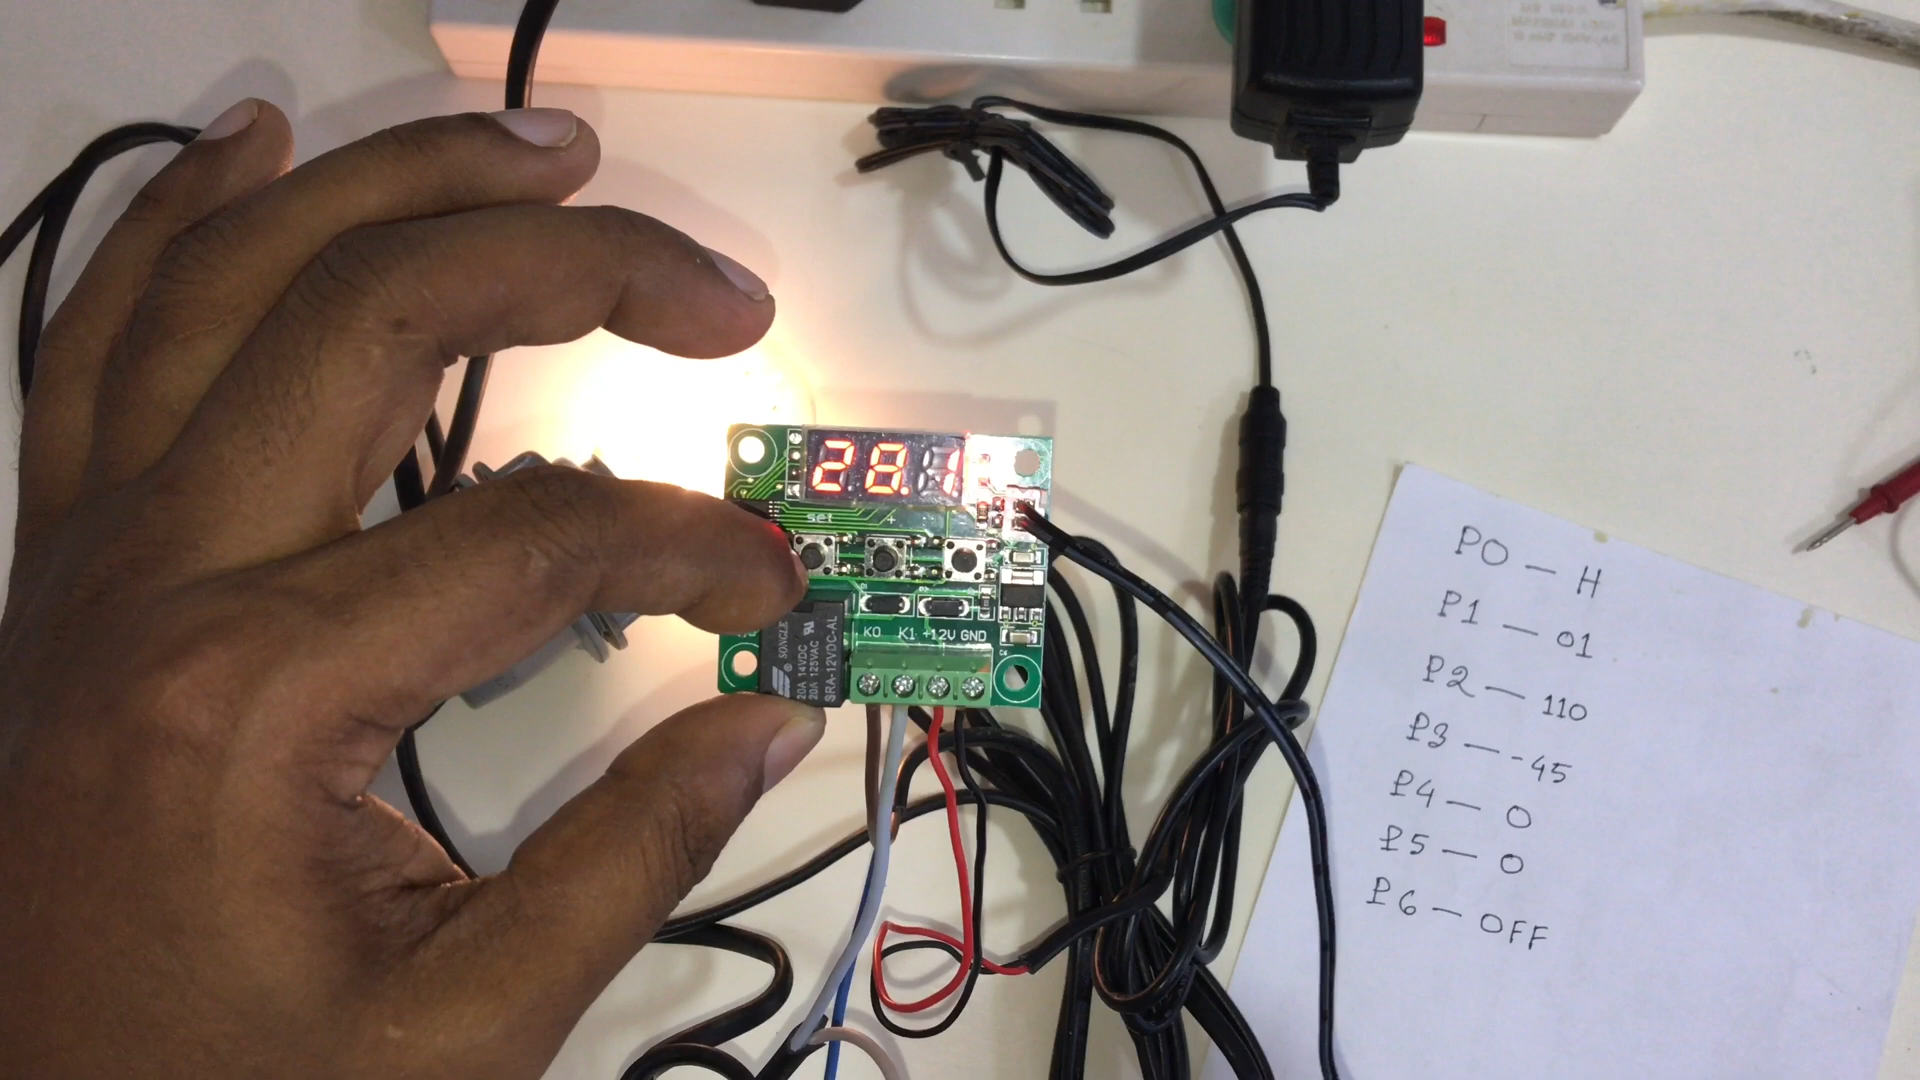 28.1
set +
K0 K1 +12V GND
® SONGLE
20A 14VDC
20A 125VAC
SRA-12VDC-AL
P0 — H
P1 — 01
P2 — 110
P3 — -45
P4 — 0
P5 — 0
P6 — OFF